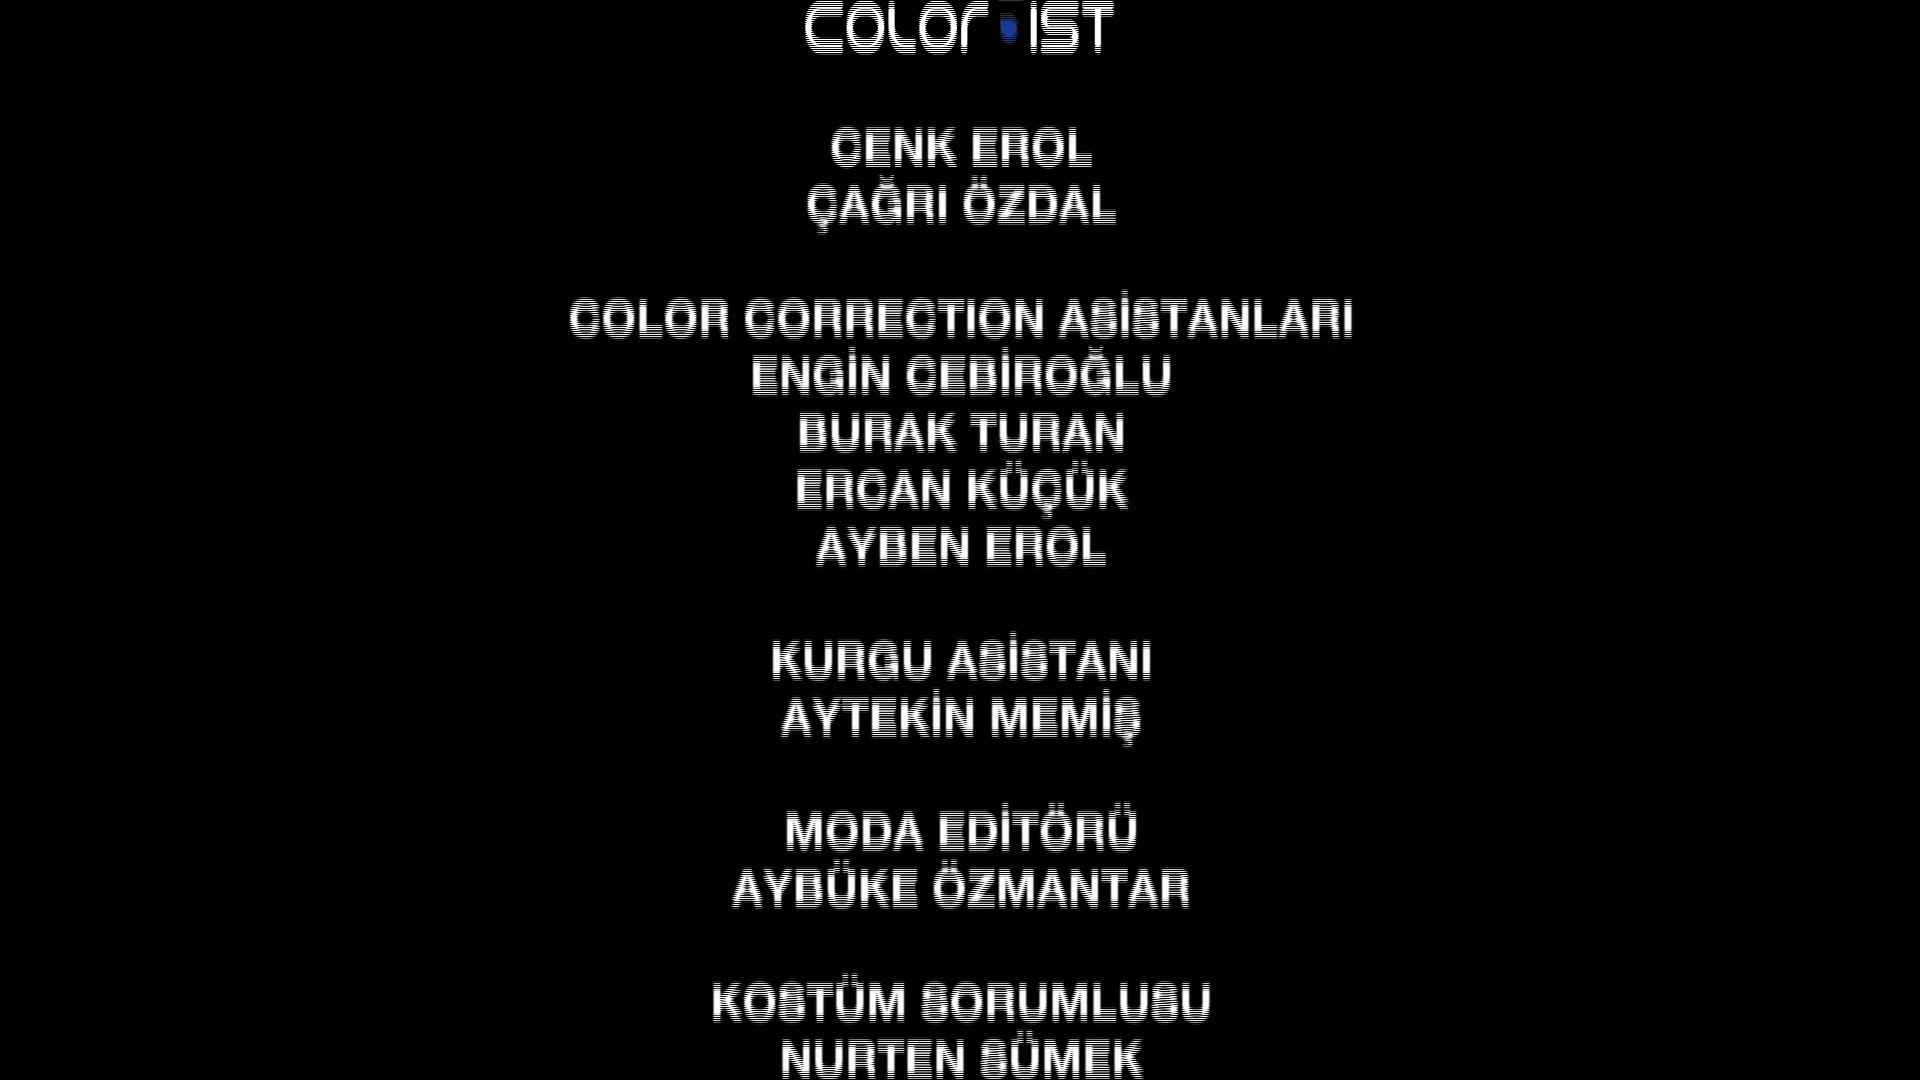 COLOR IST
CENK EROL
ÇAĞRI ÖZDAL
COLOR CORRECTION ASİSTANLARI
ENGİN CEBİROĞLU
BURAK TURAN
ERCAN KÜÇÜK
AYBEN EROL
KURGU ASİSTANI
AYTEKİN MEMİŞ
MODA EDİTÖRÜ
AYBÜKE ÖZMANTAR
KOSTÜM SORUMLUSU
NURTEN SÜMEK